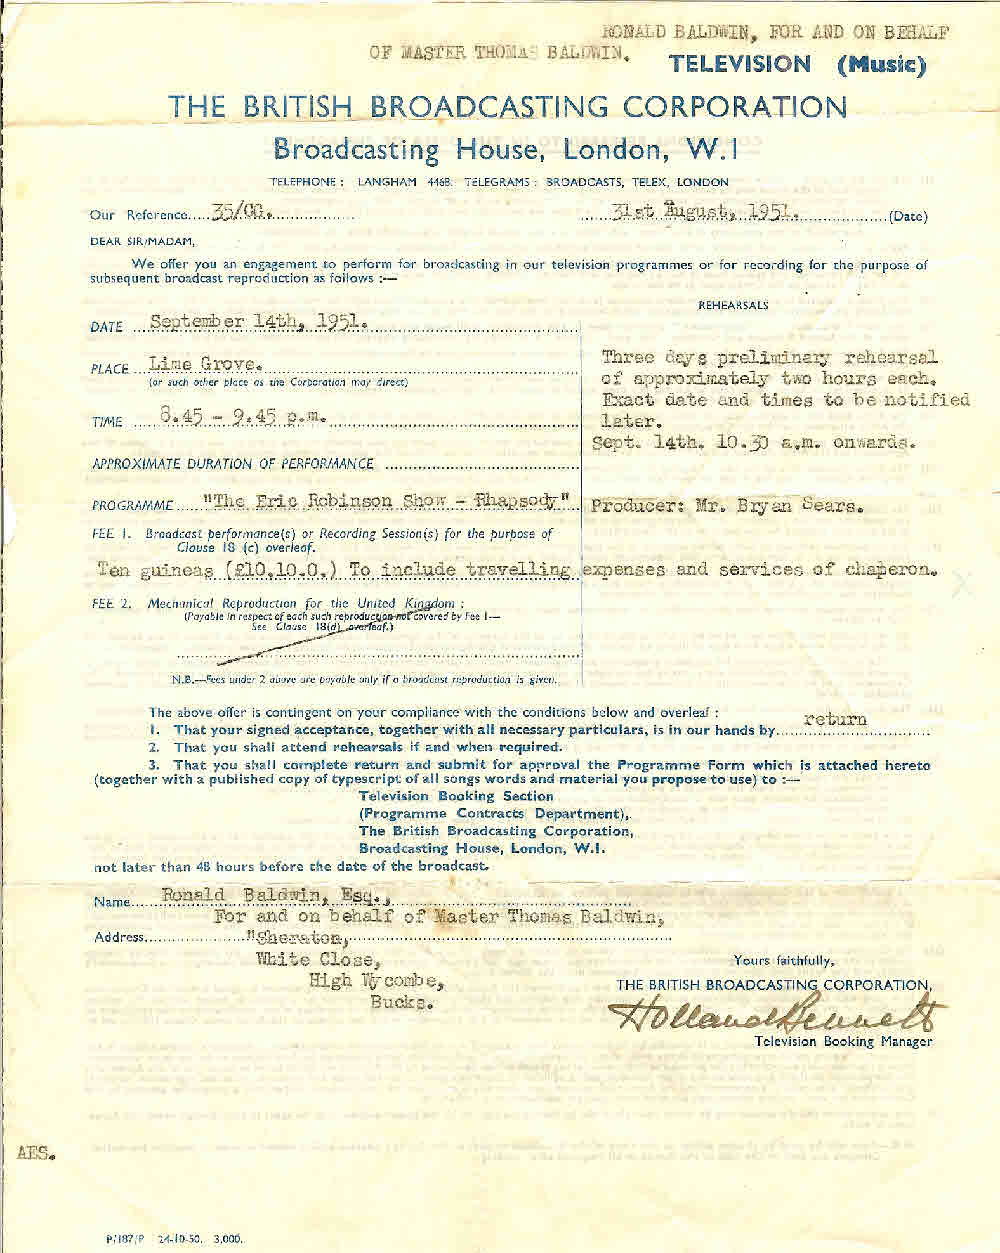 RONALD BALDWIN, FOR AND ON BEHALF
OF MASTER THOMAS BALDWIN.
TELEVISION (Music)
THE BRITISH BROADCASTING CORPORATION
Broadcasting House, London, W.1
TELEPHONE : LANGHAM 4468. TELEGRAMS : BROADCASTS, TELEX, LONDON
Our Reference.....35/OG...................
......31st August, 1951.......................(Date)
DEAR SIR/MADAM,
We offer you an engagement to perform for broadcasting in our television programmes or for recording for the purpose of
subsequent broadcast reproduction as follows :—
REHEARSALS
DATE ...September 14th, 1951.
PLACE...Lime Grove.
(or such other place as the Corporation may direct)
TIME .....8.45 - 9.45 p.m.
APPROXIMATE DURATION OF PERFORMANCE
PROGRAMME....."The Eric Robinson Show - Rhapsody"
Three days preliminary rehearsal
of approximately two hours each.
Exact date and times to be notified
later.
Sept. 14th. 10.30 a.m. onwards.
Producer: Mr. Bryan Sears.
FEE 1. Broadcast performance(s) or Recording Session(s) for the purpose of
Clause 18 (c) overleaf.
Ten guineas (£10.10.0.) To include travelling expenses and services of chaperon.
FEE 2. Mechanical Reproduction for the United Kingdom :
(Payable in respect of each such reproduction not covered by Fee 1—
See Clause 18(d) overleaf.)
N.B.—Fees under 2 above are payable only if a broadcast reproduction is given.
The above offer is contingent on your compliance with the conditions below and overleaf :
1. That your signed acceptance, together with all necessary particulars, is in our hands by....return....
2. That you shall attend rehearsals if and when required.
3. That you shall complete return and submit for approval the Programme Form which is attached hereto
(together with a published copy of typescript of all songs words and material you propose to use) to :—
Television Booking Section
(Programme Contracts Department),
The British Broadcasting Corporation,
Broadcasting House, London, W.1.
not later than 48 hours before the date of the broadcast.
Name......Ronald Baldwin, Esq.,
For and on behalf of Master Thomas Baldwin,
Address...................."Sheraton,
White Close,
High Wycombe,
Bucks.
Yours faithfully,
THE BRITISH BROADCASTING CORPORATION,
Holland Bennett
Television Booking Manager
AES.
P/187/P 24-10-50. 3,000.